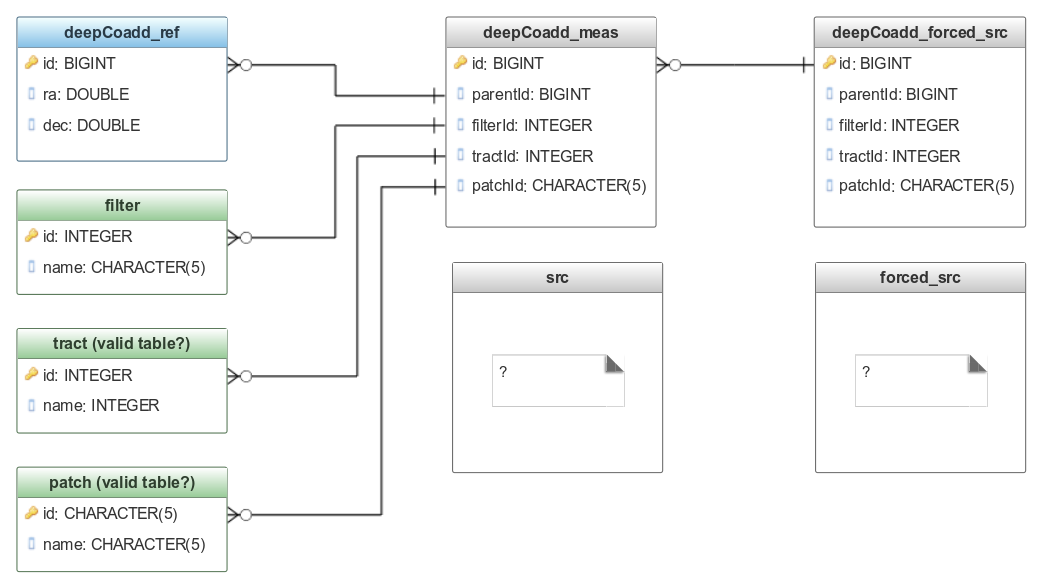 deepCoadd_ref
id: BIGINT
ra: DOUBLE
dec: DOUBLE
filter
id: INTEGER
name: CHARACTER(5)
tract (valid table?)
id: INTEGER
name: INTEGER
patch (valid table?)
id: CHARACTER(5)
name: CHARACTER(5)
deepCoadd_meas
id: BIGINT
parentId: BIGINT
filterId: INTEGER
tractId: INTEGER
patchId: CHARACTER(5)
src
?
deepCoadd_forced_src
id: BIGINT
parentId: BIGINT
filterId: INTEGER
tractId: INTEGER
patchId: CHARACTER(5)
forced_src
?